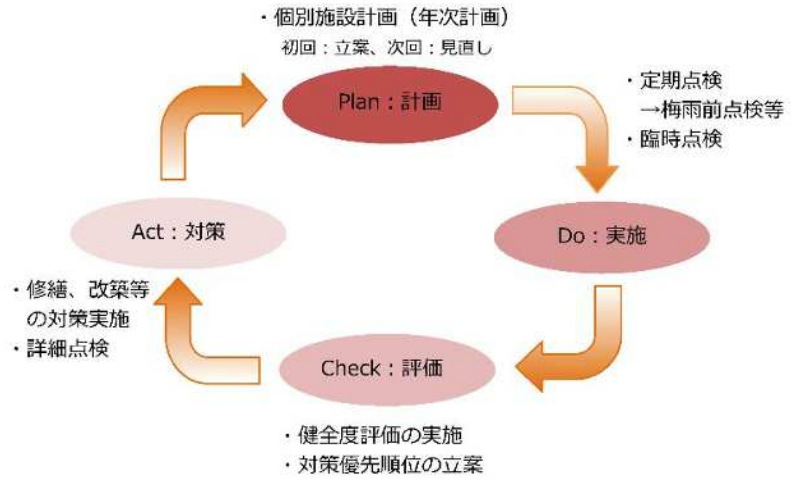 ・個別施設計画（年次計画）
初回：立案、次回：見直し
Plan：計画
・定期点検
→梅雨前点検等
・臨時点検
Do：実施
Check：評価
・健全度評価の実施
・対策優先順位の立案
Act：対策
・修繕、改築等
の対策実施
・詳細点検